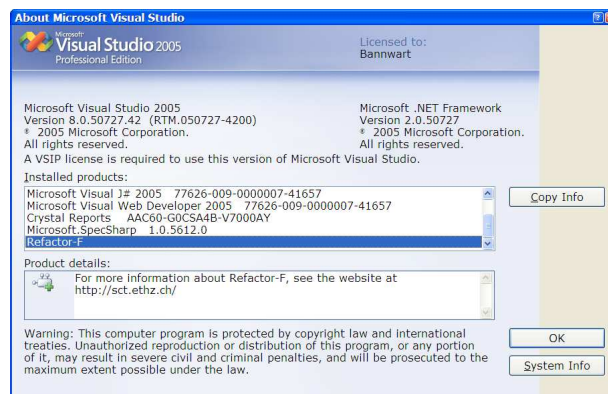 About Microsoft Visual Studio
Microsoft
Visual Studio 2005
Professional Edition
Licensed to:
Bannwart
Microsoft Visual Studio 2005
Version 8.0.50727.42 (RTM.050727-4200)
® 2005 Microsoft Corporation.
All rights reserved.
Microsoft .NET Framework
Version 2.0.50727
® 2005 Microsoft Corporation.
All rights reserved.
A VSIP license is required to use this version of Microsoft Visual Studio.
Installed products:
Microsoft Visual J# 2005 77626-009-0000007-41657
Microsoft Visual Web Developer 2005 77626-009-0000007-41657
Crystal Reports AAC60-G0CSA4B-V7000AY
Microsoft.SpecSharp 1.0.5612.0
Refactor-F
Copy Info
Product details:
For more information about Refactor-F, see the website at
http://sct.ethz.ch/
Warning: This computer program is protected by copyright law and international
treaties. Unauthorized reproduction or distribution of this program, or any portion
of it, may result in severe civil and criminal penalties, and will be prosecuted to the
maximum extent possible under the law.
OK
System Info